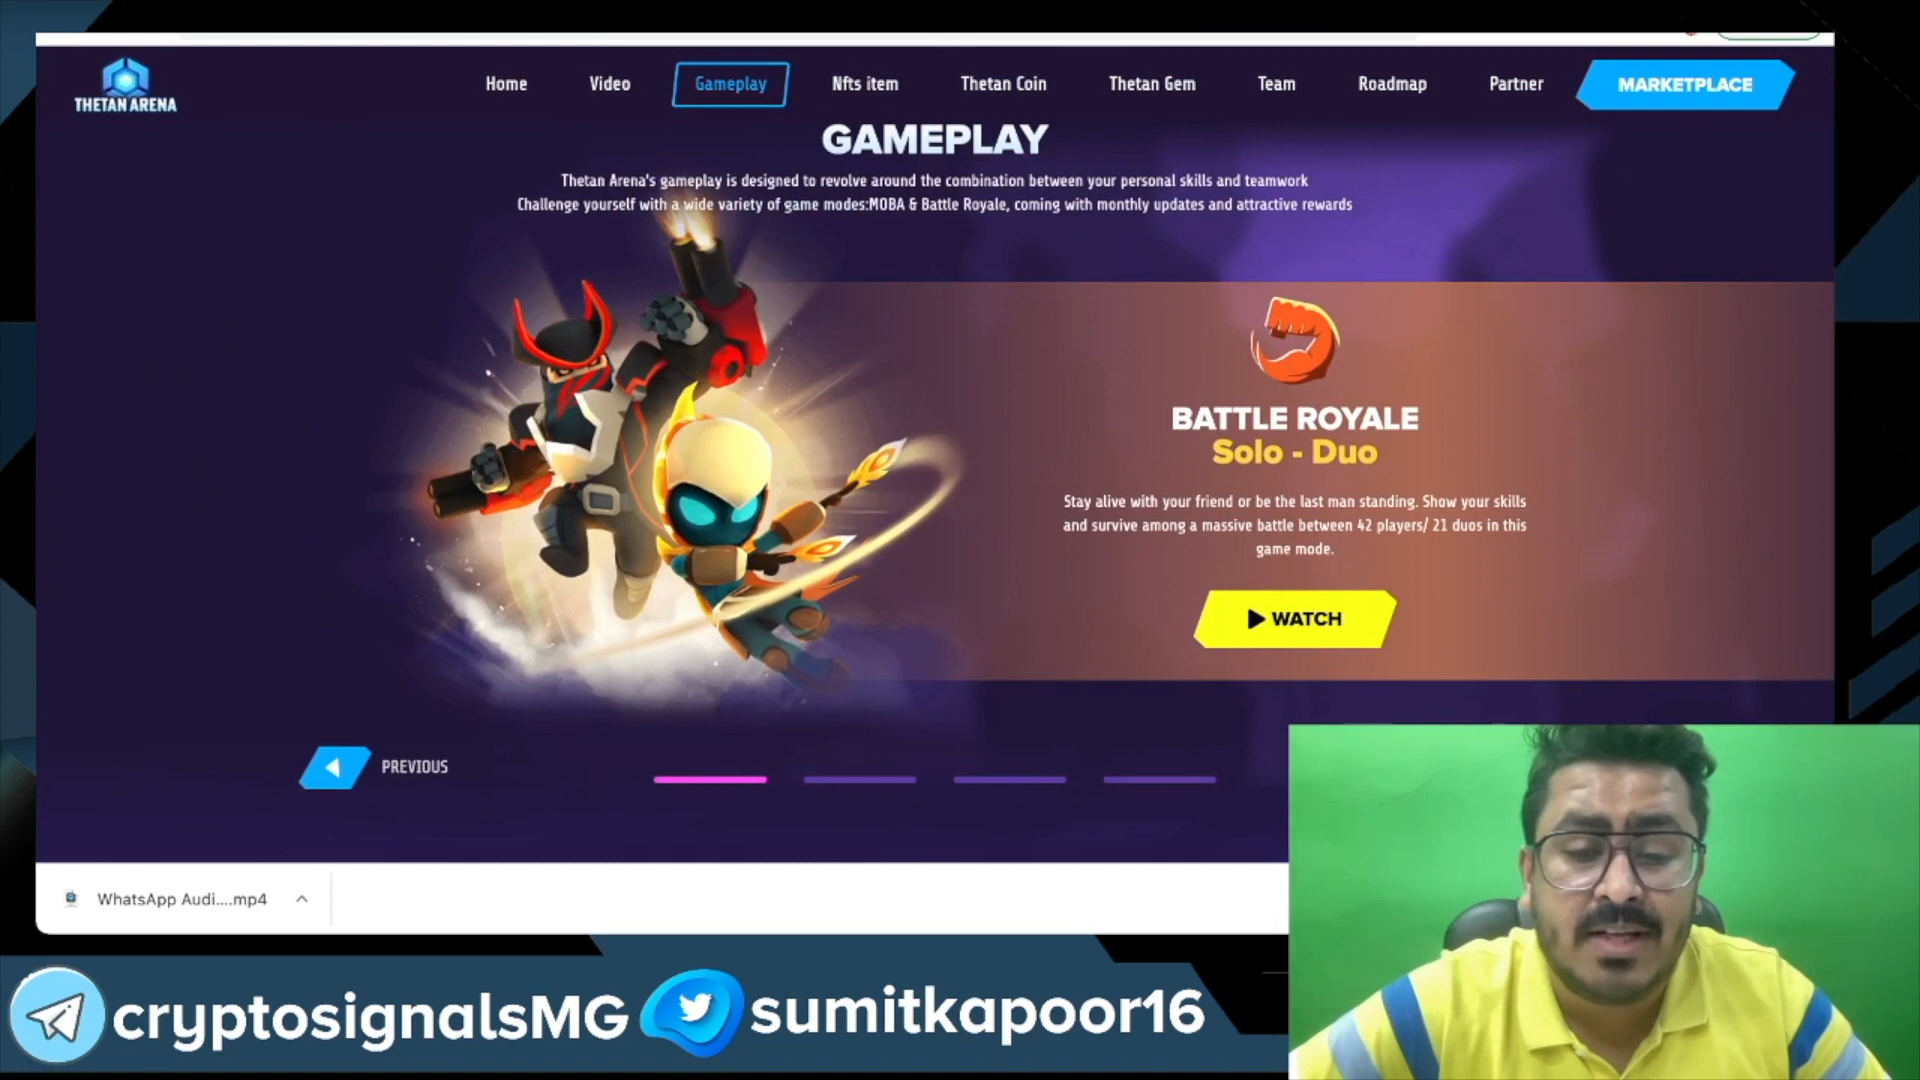 THETAN ARENA
Home
Video
Gameplay
Nfts item
Thetan Coin
Thetan Gem
Team
Roadmap
Partner
MARKETPLACE
GAMEPLAY
Thetan Arena's gameplay is designed to revolve around the combination between your personal skills and teamwork
Challenge yourself with a wide variety of game modes:MOBA & Battle Royale, coming with monthly updates and attractive rewards
BATTLE ROYALE
Solo - Duo
Stay alive with your friend or be the last man standing. Show your skills
and survive among a massive battle between 42 players/ 21 duos in this
game mode.
WATCH
PREVIOUS
WhatsApp Audi....mp4
cryptosignalsMG
sumitkapoor16